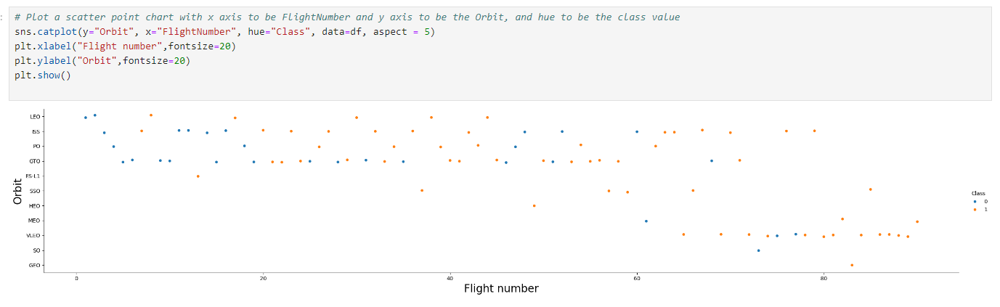 :
# Plot a scatter point chart with x axis to be FlightNumber and y axis to be the Orbit, and hue to be the class value
sns.catplot(y="Orbit", x="FlightNumber", hue="Class", data=df, aspect = 5)
plt.xlabel("Flight number",fontsize=20)
plt.ylabel("Orbit",fontsize=20)
plt.show()
LEO
ISS
PO
GTO
ES-L1
SSO
HEO
MEO
VLEO
SO
GEO
Orbit
0 20 40 60 80
Flight number
Class
0
1